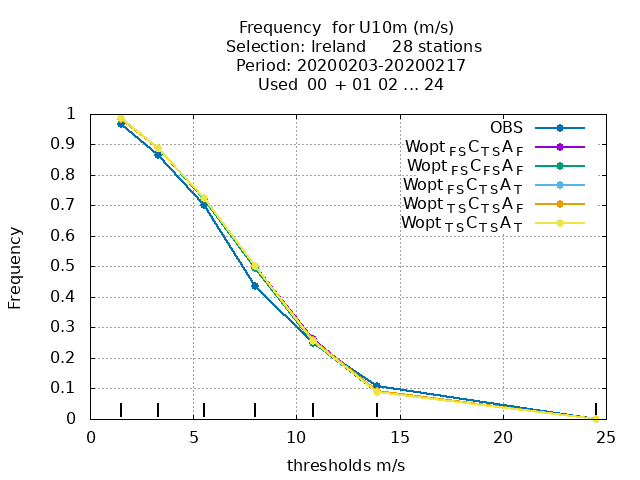 Frequency  for U10m (m/s)
Selection: Ireland     28 stations
Period: 20200203-20200217
Used  00  + 01 02 ... 24
OBS
Wopt FS C TS A F
Wopt FS C FS A F
Wopt FS C TS A T
Wopt TS C TS A F
Wopt TS C TS A T
1
0.9
0.8
0.7
0.6
0.5
0.4
0.3
0.2
0.1
0
Frequency
0 5 10 15 20 25
thresholds m/s